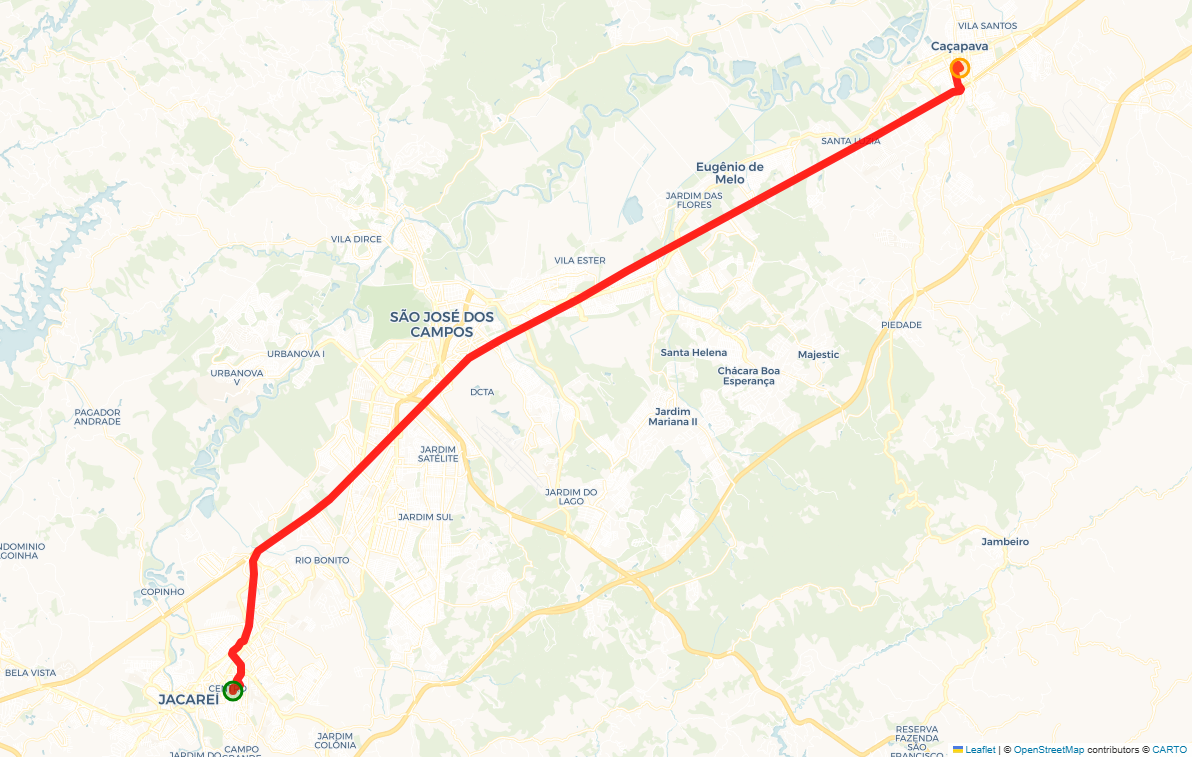 VILA SANTOS
Caçapava
SANTA LUZIA
Eugênio de
Melo
JARDIM DAS
FLORES
VILA DIRCE
VILA ESTER
SÃO JOSÉ DOS
CAMPOS
PIEDADE
URBANOVA I
Santa Helena
Majestic
URBANOVA
V
Chácara Boa
Esperança
DCTA
PAGADOR
ANDRADE
Jardim
Mariana II
JARDIM
SATÉLITE
JARDIM DO
LAGO
JARDIM SUL
Jambeiro
NDOMINIO
AGOINHA
RIO BONITO
COPINHO
BELA VISTA
CENTRO
JACAREÍ
JARDIM
COLÔNIA
RESERVA
FAZENDA
SÃO
FRANCISCO
CAMPO
GRANDE
JARDIM DO
Leaflet | © OpenStreetMap contributors © CARTO